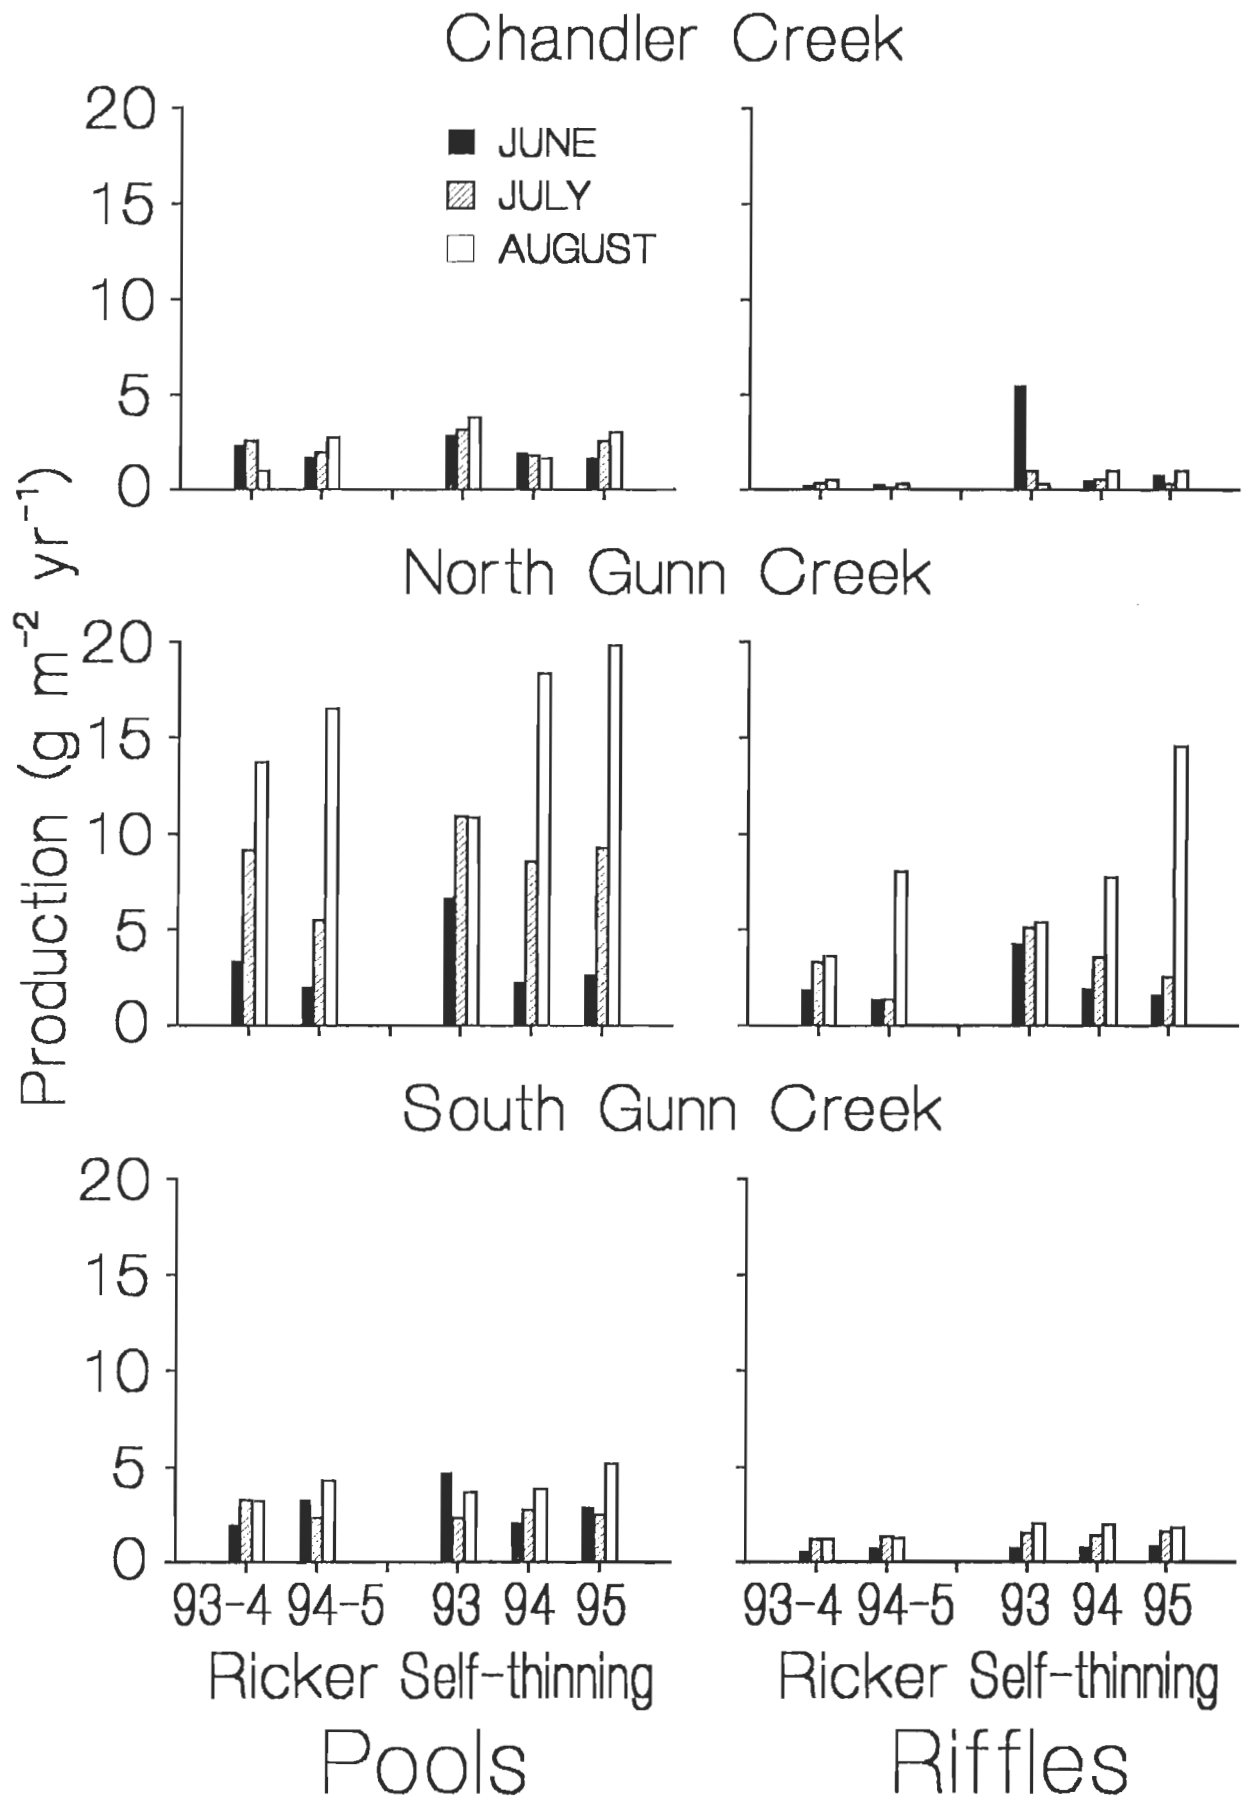 Chandler Creek
20
15
10
5
0
JUNE
JULY
AUGUST
North Gunn Creek
20
15
10
5
0
Production (g m⁻² yr⁻¹)
South Gunn Creek
20
15
10
5
0
93-4 94-5 93 94 95 93-4 94-5 93 94 95
Ricker Self-thinning Ricker Self-thinning
Pools Riffles